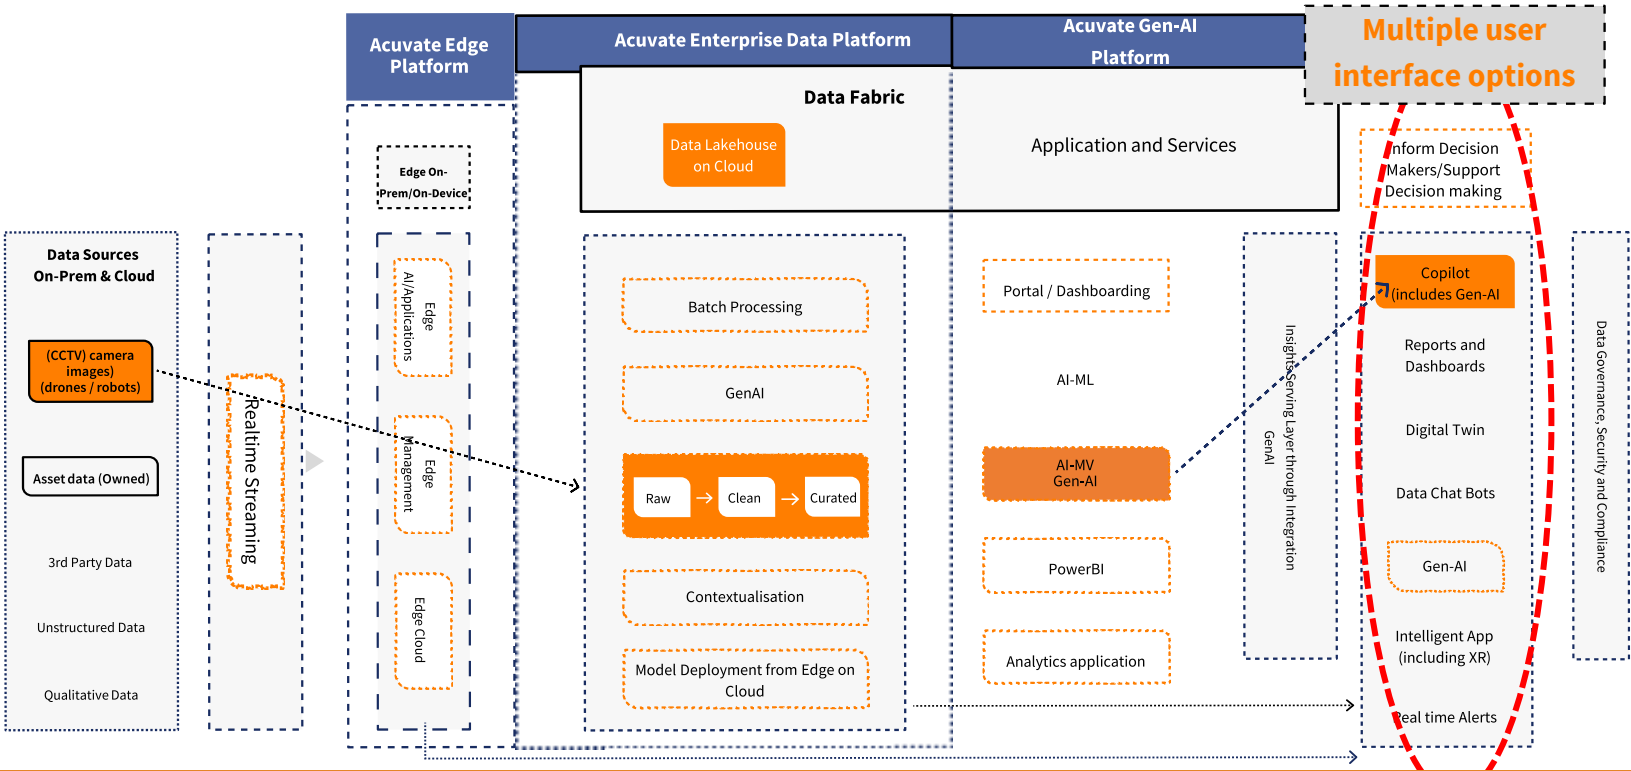 Acuvate Edge
Platform
Acuvate Enterprise Data Platform
Acuvate Gen-AI
Platform
Multiple user
interface options
Data Fabric
Data Lakehouse
on Cloud
Application and Services
Edge On-
Prem/On-Device
nform Decision
Makers/Support
Decision making
Data Sources
On-Prem & Cloud
(CCTV) camera
images)
(drones / robots)
Asset data (Owned)
3rd Party Data
Unstructured Data
Qualitative Data
Realtime Streaming
Edge
AI/Applications
Edge
Management
Edge Cloud
Batch Processing
GenAI
Raw
Clean
Curated
Contextualisation
Model Deployment from Edge on
Cloud
Portal / Dashboarding
AI-ML
AI-MV
Gen-AI
PowerBI
Analytics application
Insights Serving Layer through Integration
GenAI
Copilot
(includes Gen-AI
Reports and
Dashboards
Digital Twin
Data Chat Bots
Gen-AI
Intelligent App
(including XR)
Real time Alerts
Data Governance, Security and Compliance